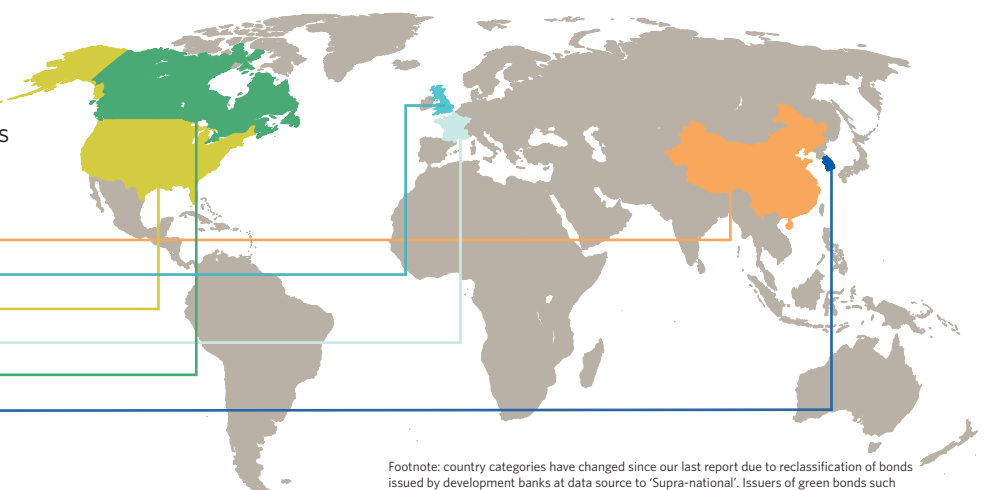 s
Footnote: country categories have changed since our last report due to reclassification of bonds
issued by development banks at data source to ‘Supra-national’. Issuers of green bonds such